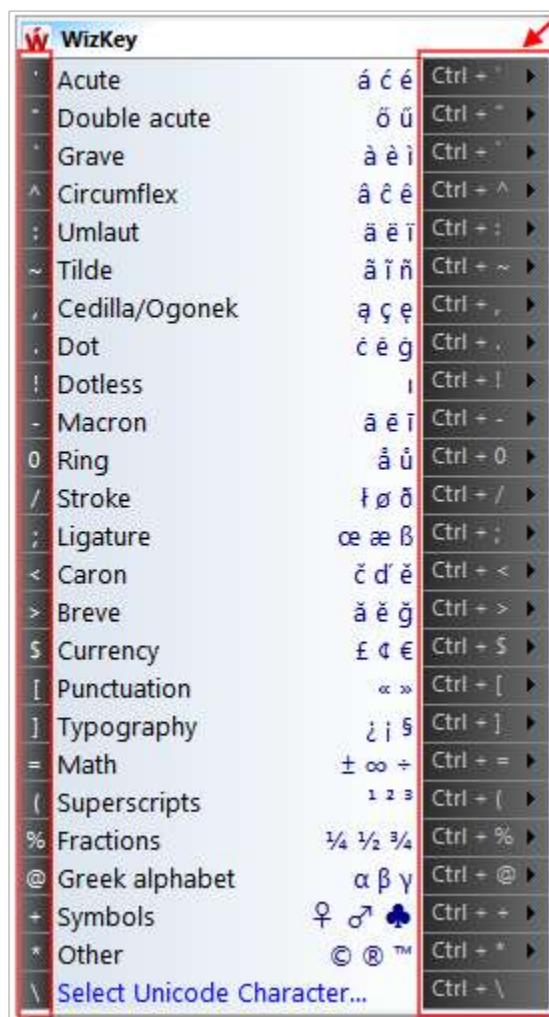 WizKey
' Acute á ć é Ctrl + '
" Double acute ő ű Ctrl + "
` Grave à è ì Ctrl + `
^ Circumflex â ĉ ê Ctrl + ^
: Umlaut ä ë ï Ctrl + :
~ Tilde ã ĩ ñ Ctrl + ~
, Cedilla/Ogonek ą ç ę Ctrl + ,
. Dot ċ ė ġ Ctrl + .
! Dotless ı Ctrl + !
- Macron ā ē ī Ctrl + -
0 Ring å ů Ctrl + 0
/ Stroke ł ø ð Ctrl + /
; Ligature œ æ ß Ctrl + ;
< Caron č ď ě Ctrl + <
> Breve ă ĕ ğ Ctrl + >
$ Currency £ ¢ € Ctrl + $
[ Punctuation « » Ctrl + [
] Typography ¿ ¡ § Ctrl + ]
= Math ± ∞ ÷ Ctrl + =
( Superscripts ¹ ² ³ Ctrl + (
% Fractions ¼ ½ ¾ Ctrl + %
@ Greek alphabet α β γ Ctrl + @
+ Symbols ♀ ♂ ♣ Ctrl + +
* Other © ® ™ Ctrl + *
\ Select Unicode Character... Ctrl + \